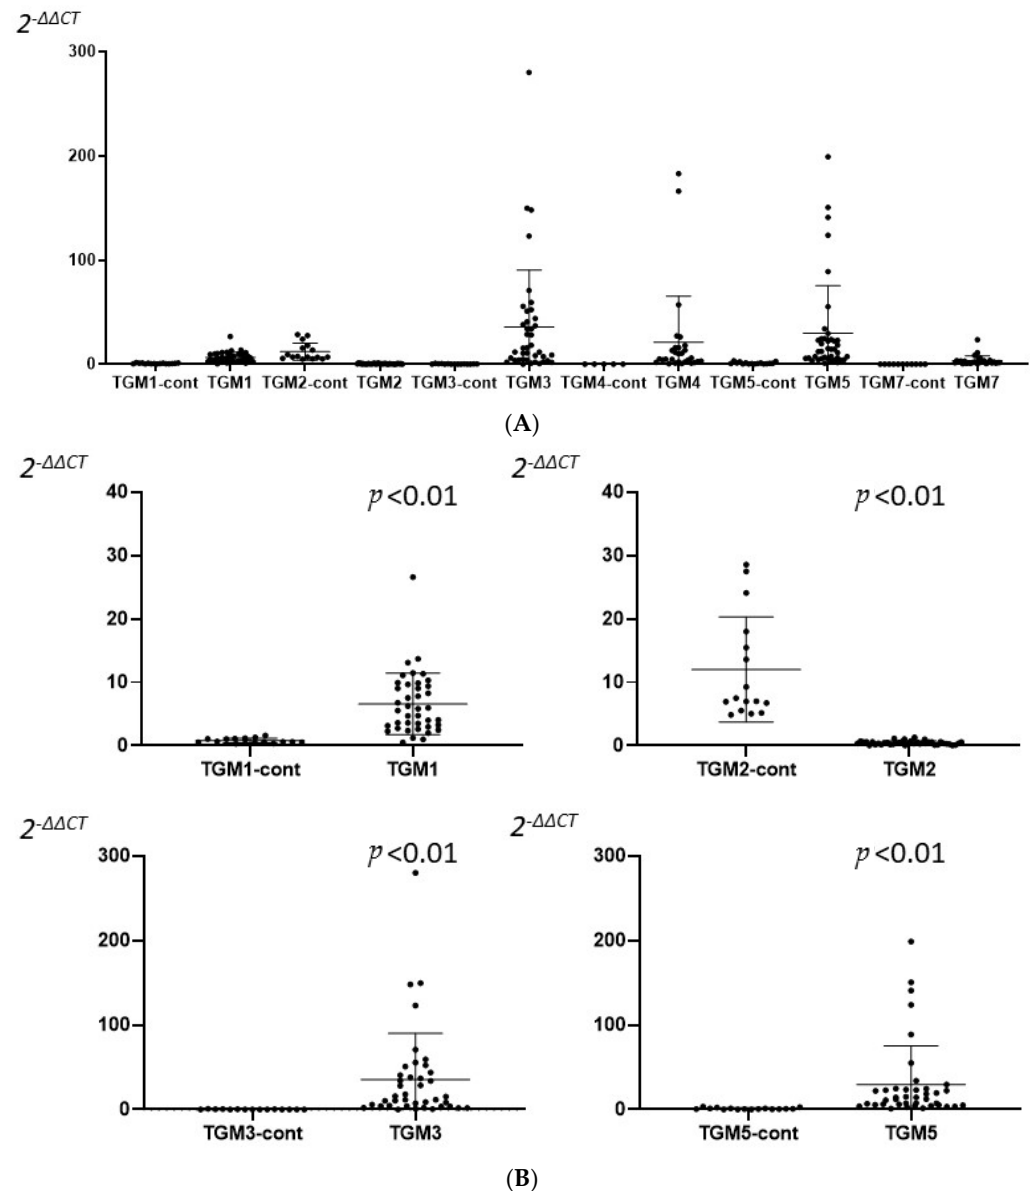 2-ΔΔCT
300
200
100
0
TGM1-cont TGM1 TGM2-cont TGM2 TGM3-cont TGM3 TGM4-cont TGM4 TGM5-cont TGM5 TGM7-cont TGM7
(A)
2-ΔΔCT
p<0.01
40
30
20
10
0
TGM1-cont TGM1
2-ΔΔCT
p<0.01
40
30
20
10
0
TGM2-cont TGM2
2-ΔΔCT
p<0.01
300
200
100
0
TGM3-cont TGM3
2-ΔΔCT
p<0.01
300
200
100
0
TGM5-cont TGM5
(B)